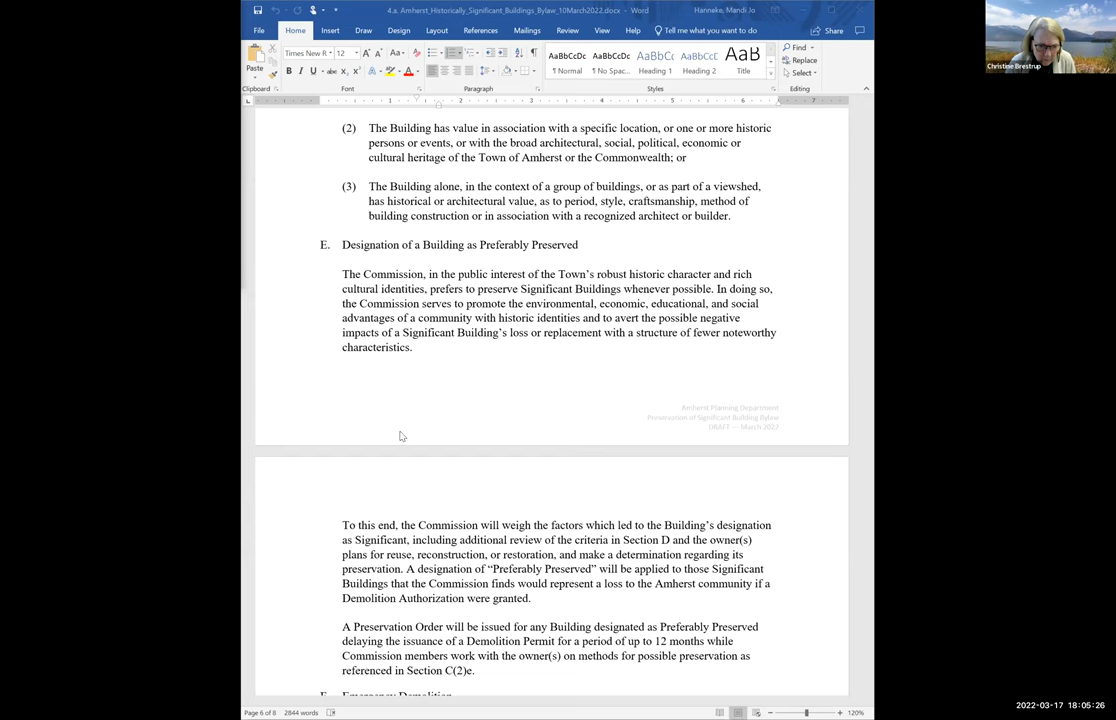 4.a. Amherst_Historically_Significant_Buildings_Bylaw_10March2022.docx - Word
Hanneke, Mandi Jo
File Home Insert Draw Design Layout References Mailings Review View Help Tell me what you want to do Share
Paste
Times New R 12
AaBbCcDc AaBbCcDc AaBbCc AaBbCcD AaB
¶ Normal ¶ No Spac... Heading 1 Heading 2 Title
Find
Replace
Select
Clipboard Font Paragraph Styles Editing
Christine Brestrup
1 2 3 4 5 6 7
(2) The Building has value in association with a specific location, or one or more historic
persons or events, or with the broad architectural, social, political, economic or
cultural heritage of the Town of Amherst or the Commonwealth; or
(3) The Building alone, in the context of a group of buildings, or as part of a viewshed,
has historical or architectural value, as to period, style, craftsmanship, method of
building construction or in association with a recognized architect or builder.
E. Designation of a Building as Preferably Preserved
The Commission, in the public interest of the Town's robust historic character and rich
cultural identities, prefers to preserve Significant Buildings whenever possible. In doing so,
the Commission serves to promote the environmental, economic, educational, and social
advantages of a community with historic identities and to avert the possible negative
impacts of a Significant Building's loss or replacement with a structure of fewer noteworthy
characteristics.
Amherst Planning Department
Preservation of Significant Building Bylaw
DRAFT — March 2022
To this end, the Commission will weigh the factors which led to the Building's designation
as Significant, including additional review of the criteria in Section D and the owner(s)
plans for reuse, reconstruction, or restoration, and make a determination regarding its
preservation. A designation of “Preferably Preserved” will be applied to those Significant
Buildings that the Commission finds would represent a loss to the Amherst community if a
Demolition Authorization were granted.
A Preservation Order will be issued for any Building designated as Preferably Preserved
delaying the issuance of a Demolition Permit for a period of up to 12 months while
Commission members work with the owner(s) on methods for possible preservation as
referenced in Section C(2)e.
F. Emergency Demolition
Page 6 of 8 2844 words
120%
2022-03-17 18:05:26